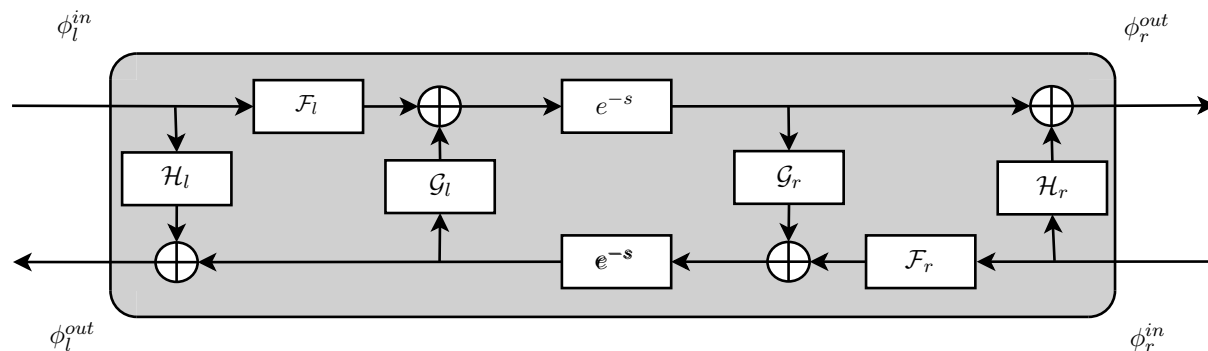 ϕ_l^{in}
ϕ_r^{out}
𝓕_l
e^{-s}
𝓗_l
𝓖_l
𝓖_r
𝓗_r
e^{-s}
𝓕_r
ϕ_l^{out}
ϕ_r^{in}